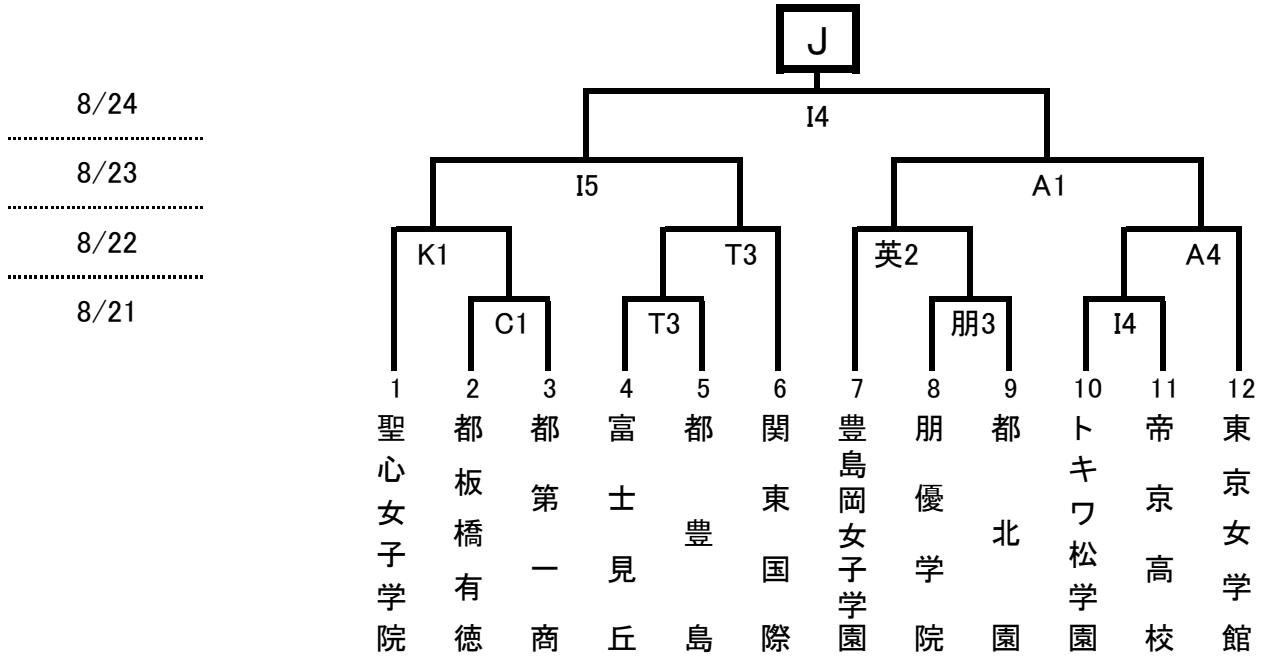 J
8/24
I4
8/23
I5
A1
8/22
K1
T3
英2
A4
8/21
C1
T3
朋3
I4
1
2
3
4
5
6
7
8
9
10
11
12
聖心女子学院
都板橋有徳
都第一商
富士見丘
都豊島
関東国際
豊島岡女子学園
朋優学院
都北園
トキワ松学園
帝京高校
東京女学館